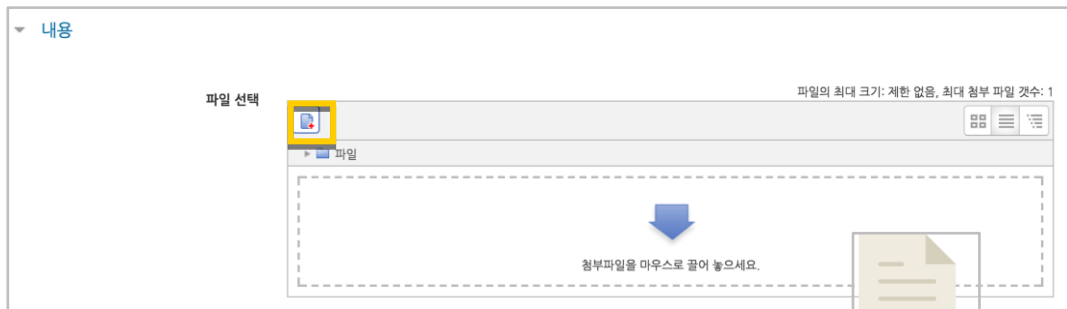 내용
파일의 최대 크기: 제한 없음, 최대 첨부 파일 갯수: 1
파일 선택
파일
첨부파일을 마우스로 끌어 놓으세요.